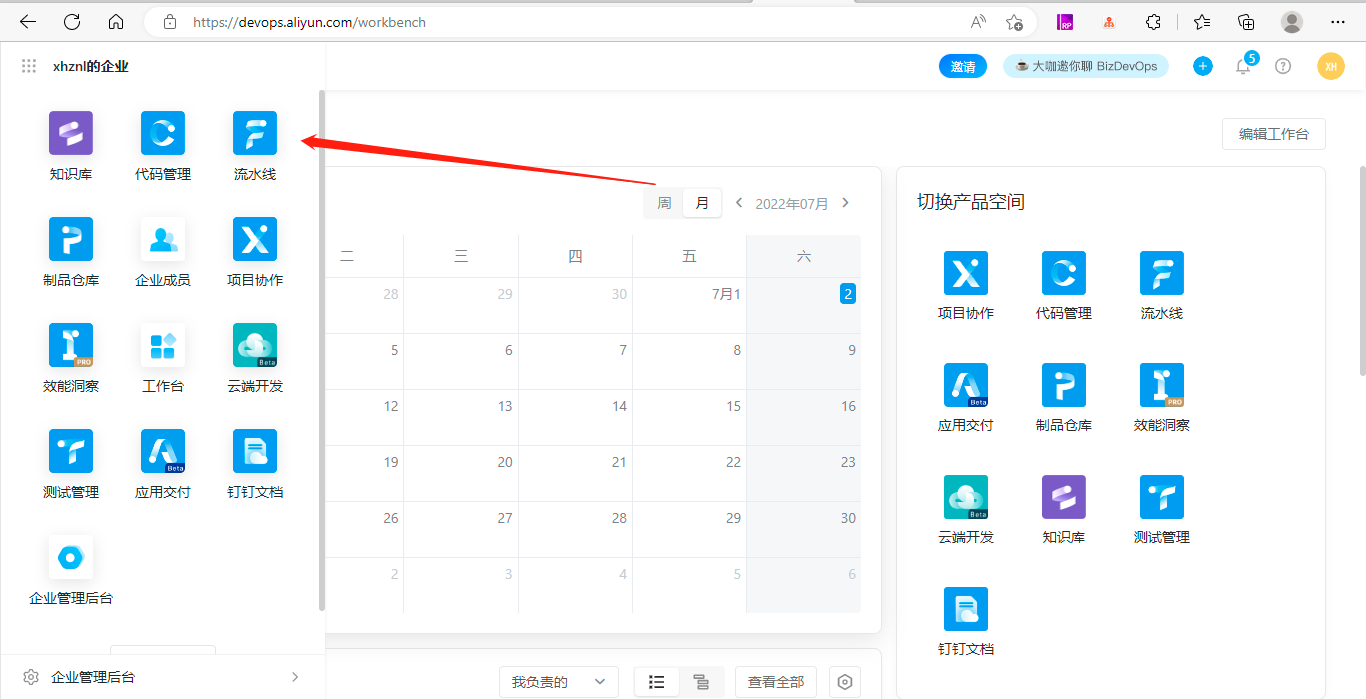 https://devops.aliyun.com/workbench
xhznl的企业
邀请
大咖邀你聊 BizDevOps
5
XH
知识库 代码管理 流水线
制品仓库 企业成员 项目协作
PRO Beta
效能洞察 工作台 云端开发
Beta
测试管理 应用交付 钉钉文档
企业管理后台
企业管理后台
编辑工作台
周 月 2022年07月
二 三 四 五 六
28 29 30 7月1 2
5 6 7 8 9
12 13 14 15 16
19 20 21 22 23
26 27 28 29 30
2 3 4 5 6
我负责的 查看全部
切换产品空间
项目协作 代码管理 流水线
Beta PRO
应用交付 制品仓库 效能洞察
Beta
云端开发 知识库 测试管理
钉钉文档